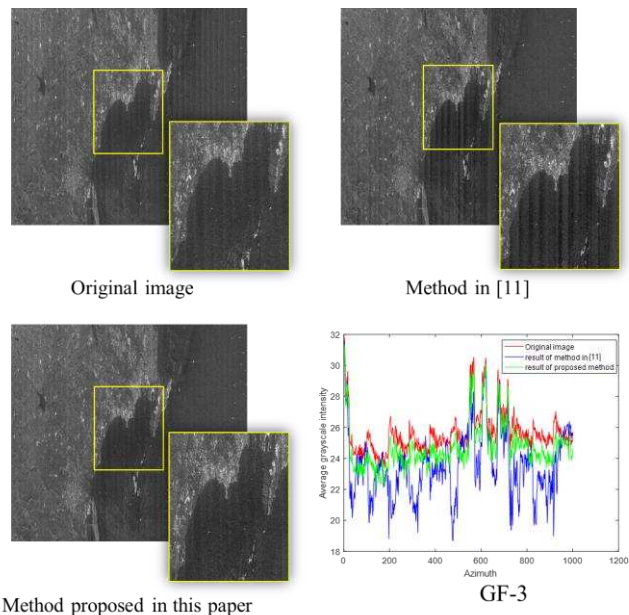 Original image
Method in [11]
Method proposed in this paper
Original image
result of method in [11]
result of proposed method
Average grayscale intensity
32
30
28
26
24
22
20
18
0
200
400
600
800
1000
1200
Azimuth
GF-3